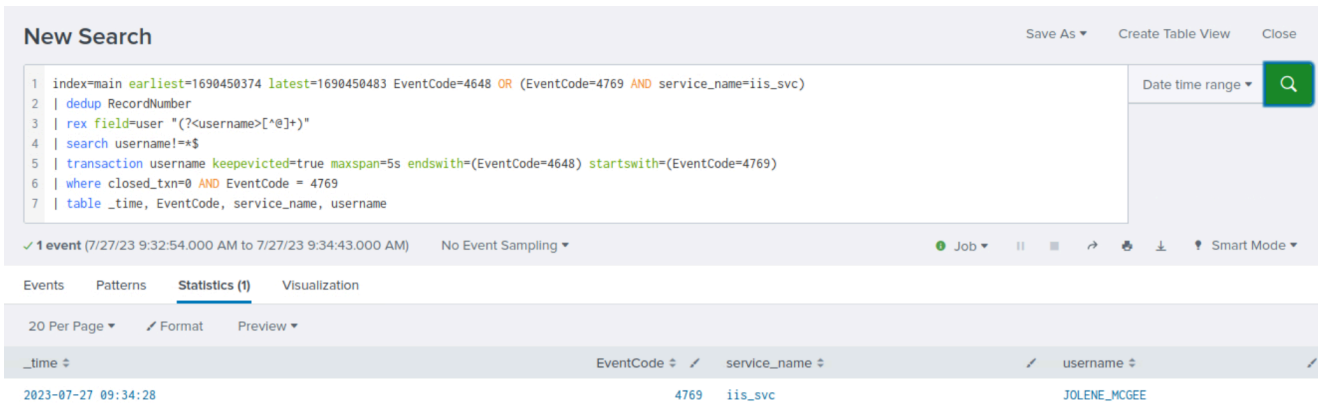 New Search
Save As ▾ Create Table View Close
1 index=main earliest=1690450374 latest=1690450483 EventCode=4648 OR (EventCode=4769 AND service_name=iis_svc)
Date time range ▾
2 | dedup RecordNumber
3 | rex field=user "(?<username>[^@]+)"
4 | search username!=*$
5 | transaction username keepevicted=true maxspan=5s endswith=(EventCode=4648) startswith=(EventCode=4769)
6 | where closed_txn=0 AND EventCode = 4769
7 | table _time, EventCode, service_name, username
✓ 1 event (7/27/23 9:32:54.000 AM to 7/27/23 9:34:43.000 AM) No Event Sampling ▾ Job ▾ Smart Mode ▾
Events Patterns Statistics (1) Visualization
20 Per Page ▾ Format Preview ▾
_time EventCode service_name username
2023-07-27 09:34:28 4769 iis_svc JOLENE_MCGEE